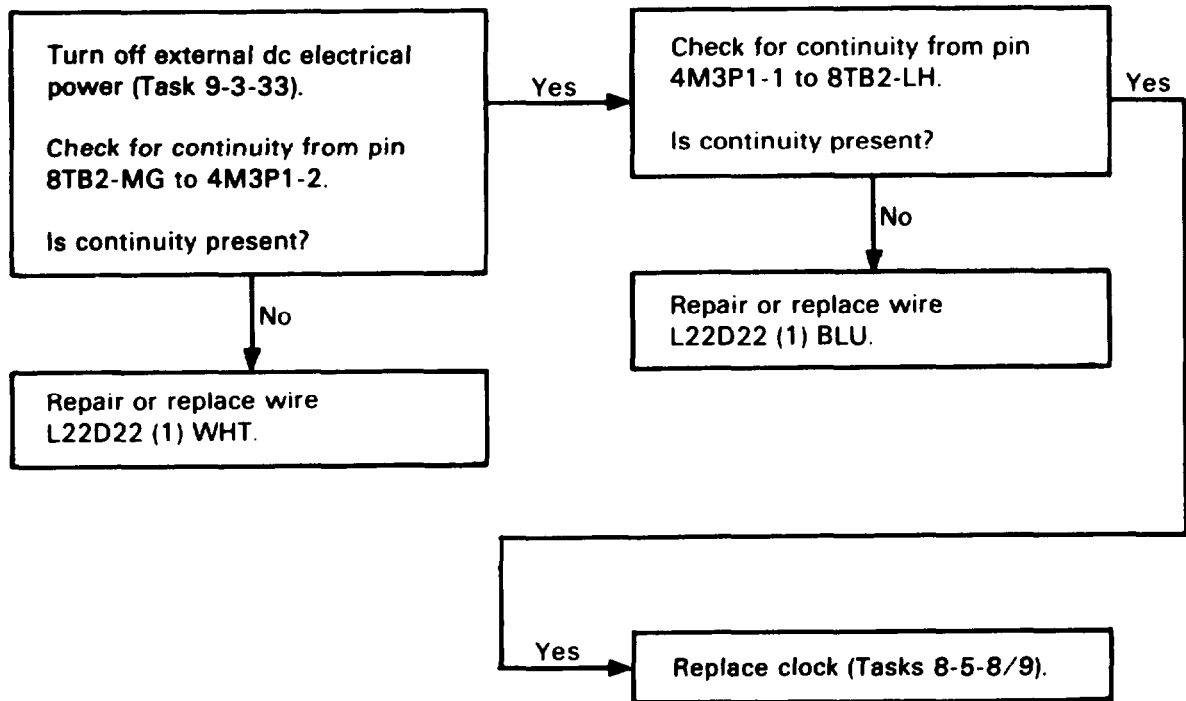 Turn off external dc electrical
power (Task 9-3-33).
Check for continuity from pin
8TB2-MG to 4M3P1-2.
Is continuity present?
Yes
Check for continuity from pin
4M3P1-1 to 8TB2-LH.
Is continuity present?
Yes
No
Repair or replace wire
L22D22 (1) WHT.
No
Repair or replace wire
L22D22 (1) BLU.
Yes
Replace clock (Tasks 8-5-8/9).